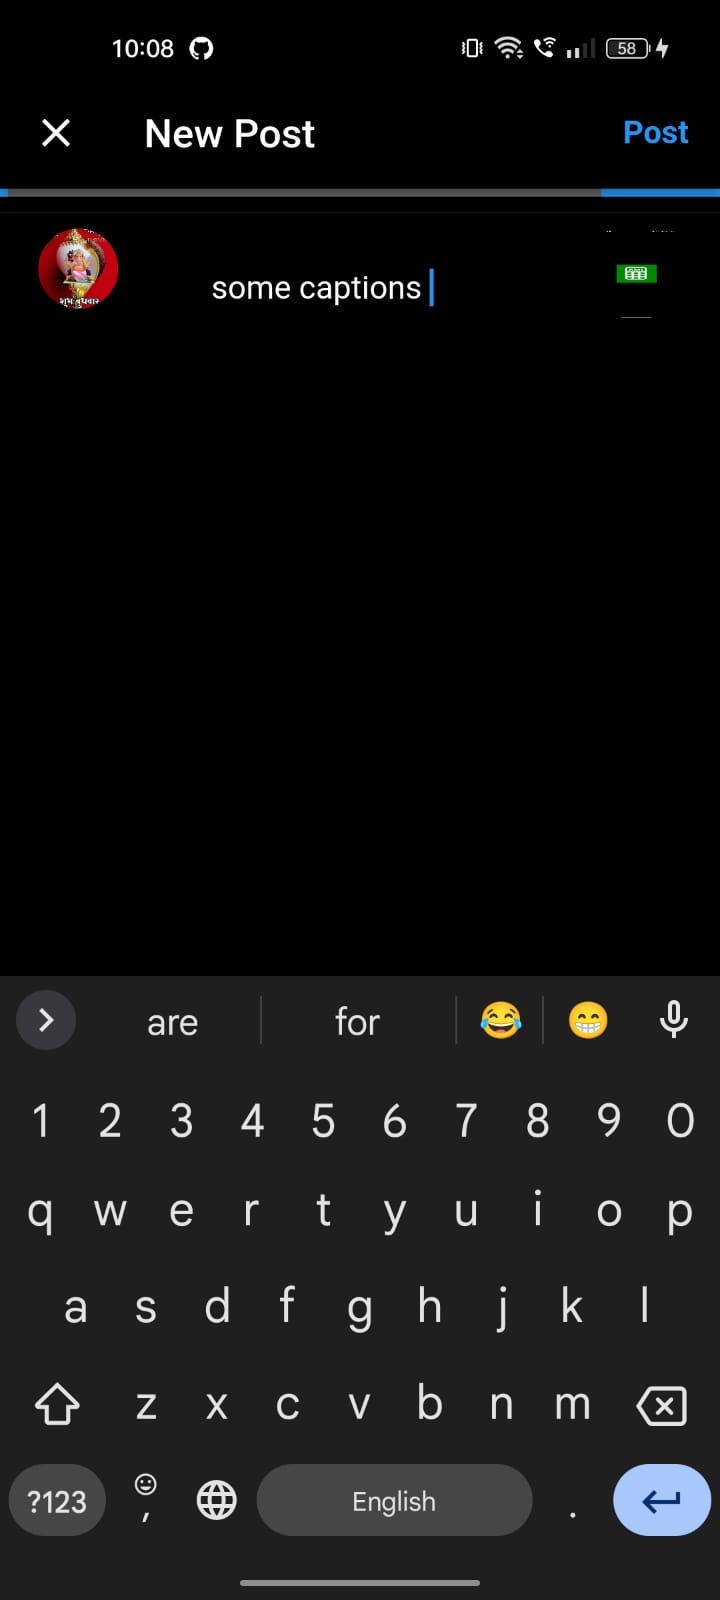 10:08
58
New Post
Post
शुभ बुधवार
some captions
are for
1 2 3 4 5 6 7 8 9 0
q w e r t y u i o p
a s d f g h j k l
z x c v b n m
?123 , English .